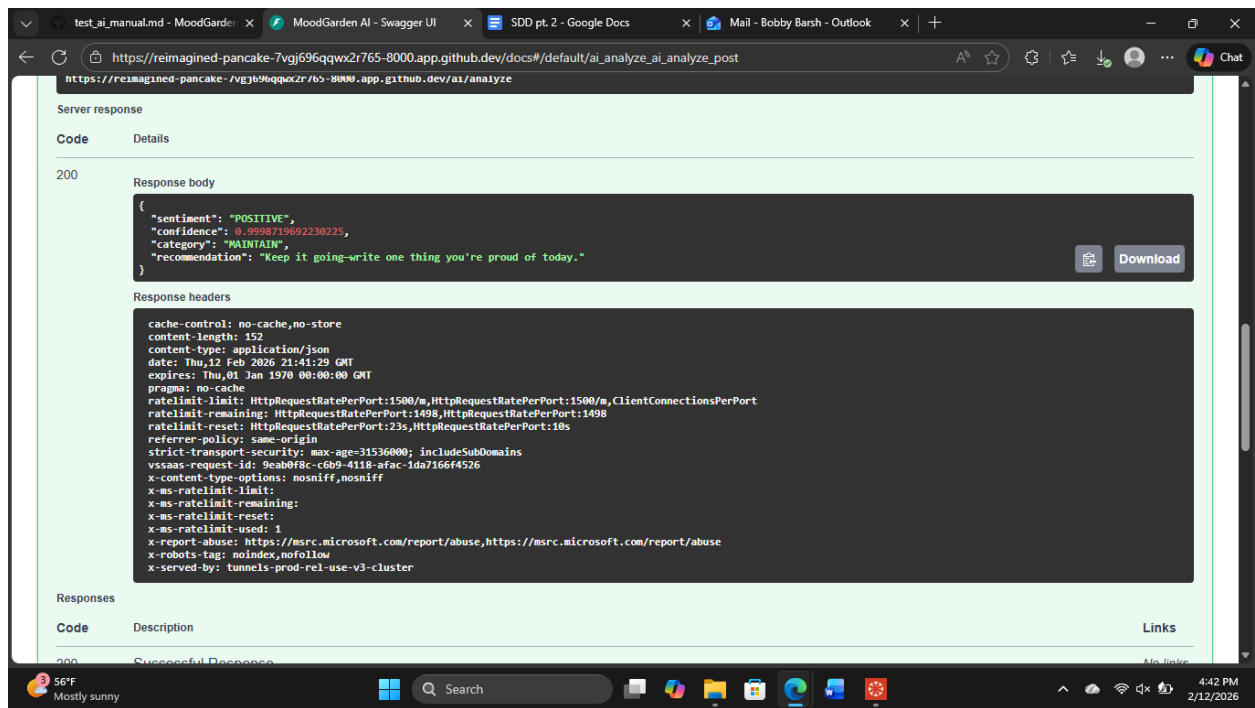 test_ai_manual.md - MoodGarden
MoodGarden AI - Swagger UI
SDD pt. 2 - Google Docs
Mail - Bobby Barsh - Outlook
https://reimagined-pancake-7vgj696qqwx2r765-8000.app.github.dev/docs#/default/ai_analyze_ai_analyze_post
Chat
https://reimagined-pancake-7vgj696qqwx2r765-8000.app.github.dev/ai/analyze
Server response
Code Details
200
Response body
{
"sentiment": "POSITIVE",
"confidence": 0.9998719692230225,
"category": "MAINTAIN",
"recommendation": "Keep it going—write one thing you're proud of today."
}
Download
Response headers
cache-control: no-cache,no-store
content-length: 152
content-type: application/json
date: Thu,12 Feb 2026 21:41:29 GMT
expires: Thu,01 Jan 1970 00:00:00 GMT
pragma: no-cache
ratelimit-limit: HttpRequestRatePerPort:1500/m,HttpRequestRatePerPort:1500/m,ClientConnectionsPerPort
ratelimit-remaining: HttpRequestRatePerPort:1498,HttpRequestRatePerPort:1498
ratelimit-reset: HttpRequestRatePerPort:23s,HttpRequestRatePerPort:10s
referrer-policy: same-origin
strict-transport-security: max-age=31536000; includeSubDomains
vssaas-request-id: 9eab0f8c-c6b9-4118-afac-1da7166f4526
x-content-type-options: nosniff,nosniff
x-ms-ratelimit-limit:
x-ms-ratelimit-remaining:
x-ms-ratelimit-reset:
x-ms-ratelimit-used: 1
x-report-abuse: https://msrc.microsoft.com/report/abuse,https://msrc.microsoft.com/report/abuse
x-robots-tag: noindex,nofollow
x-served-by: tunnels-prod-rel-use-v3-cluster
Responses
Code Description Links
200 Successful Response No links
3
56°F
Mostly sunny
Search
4:42 PM
2/12/2026